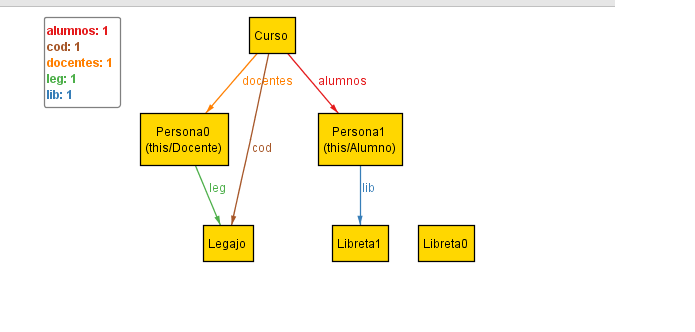 alumnos: 1
cod: 1
docentes: 1
leg: 1
lib: 1
Curso
docentes
alumnos
Persona0
(this/Docente)
Persona1
(this/Alumno)
cod
leg
lib
Legajo
Libreta1
Libreta0